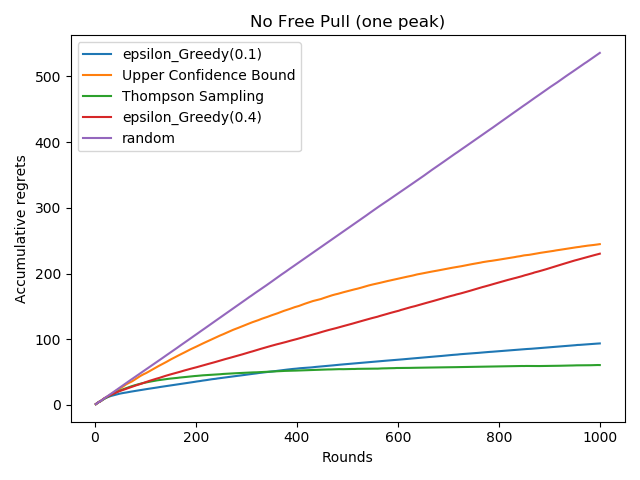 No Free Pull (one peak)
epsilon_Greedy(0.1)
Upper Confidence Bound
Thompson Sampling
epsilon_Greedy(0.4)
random
Accumulative regrets
500
400
300
200
100
0
0 200 400 600 800 1000
Rounds